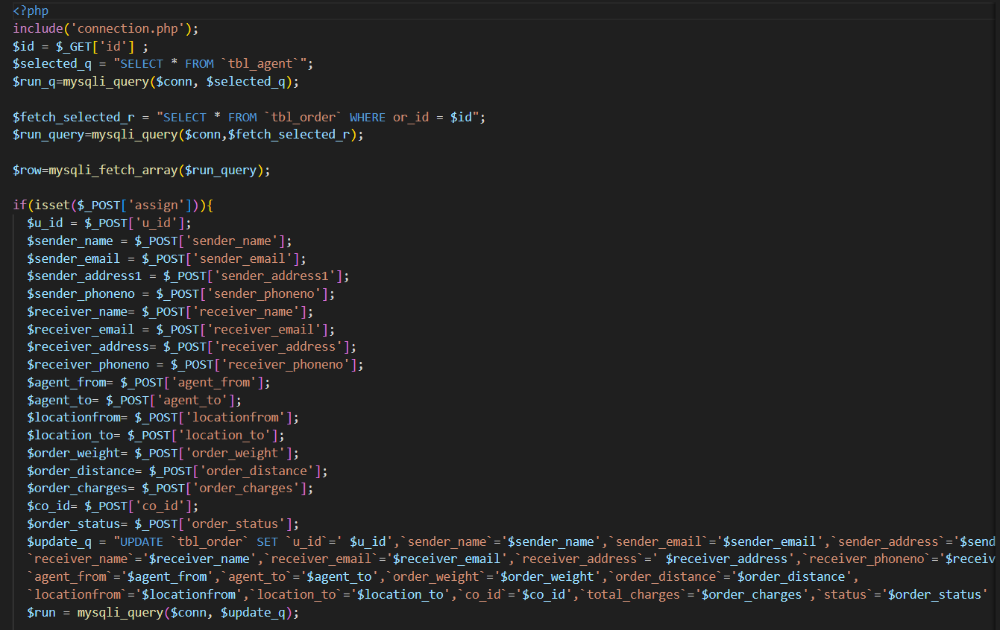 <?php
include('connection.php');
$id = $_GET['id'] ;
$selected_q = "SELECT * FROM `tbl_agent`";
$run_q=mysqli_query($conn, $selected_q);
$fetch_selected_r = "SELECT * FROM `tbl_order` WHERE or_id = $id";
$run_query=mysqli_query($conn,$fetch_selected_r);
$row=mysqli_fetch_array($run_query);
if(isset($_POST['assign'])){
$u_id = $_POST['u_id'];
$sender_name = $_POST['sender_name'];
$sender_email = $_POST['sender_email'];
$sender_address1 = $_POST['sender_address1'];
$sender_phoneno = $_POST['sender_phoneno'];
$receiver_name= $_POST['receiver_name'];
$receiver_email = $_POST['receiver_email'];
$receiver_address= $_POST['receiver_address'];
$receiver_phoneno = $_POST['receiver_phoneno'];
$agent_from= $_POST['agent_from'];
$agent_to= $_POST['agent_to'];
$locationfrom= $_POST['locationfrom'];
$location_to= $_POST['location_to'];
$order_weight= $_POST['order_weight'];
$order_distance= $_POST['order_distance'];
$order_charges= $_POST['order_charges'];
$co_id= $_POST['co_id'];
$order_status= $_POST['order_status'];
$update_q = "UPDATE `tbl_order` SET `u_id`=' $u_id',`sender_name`='$sender_name',`sender_email`='$sender_email',`sender_address`='$send
`receiver_name`='$receiver_name',`receiver_email`='$receiver_email',`receiver_address`=' $receiver_address',`receiver_phoneno`='$receiv
`agent_from`='$agent_from',`agent_to`='$agent_to',`order_weight`='$order_weight',`order_distance`='$order_distance',
`locationfrom`='$locationfrom',`location_to`='$location_to',`co_id`='$co_id',`total_charges`='$order_charges',`status`='$order_status'
$run = mysqli_query($conn, $update_q);